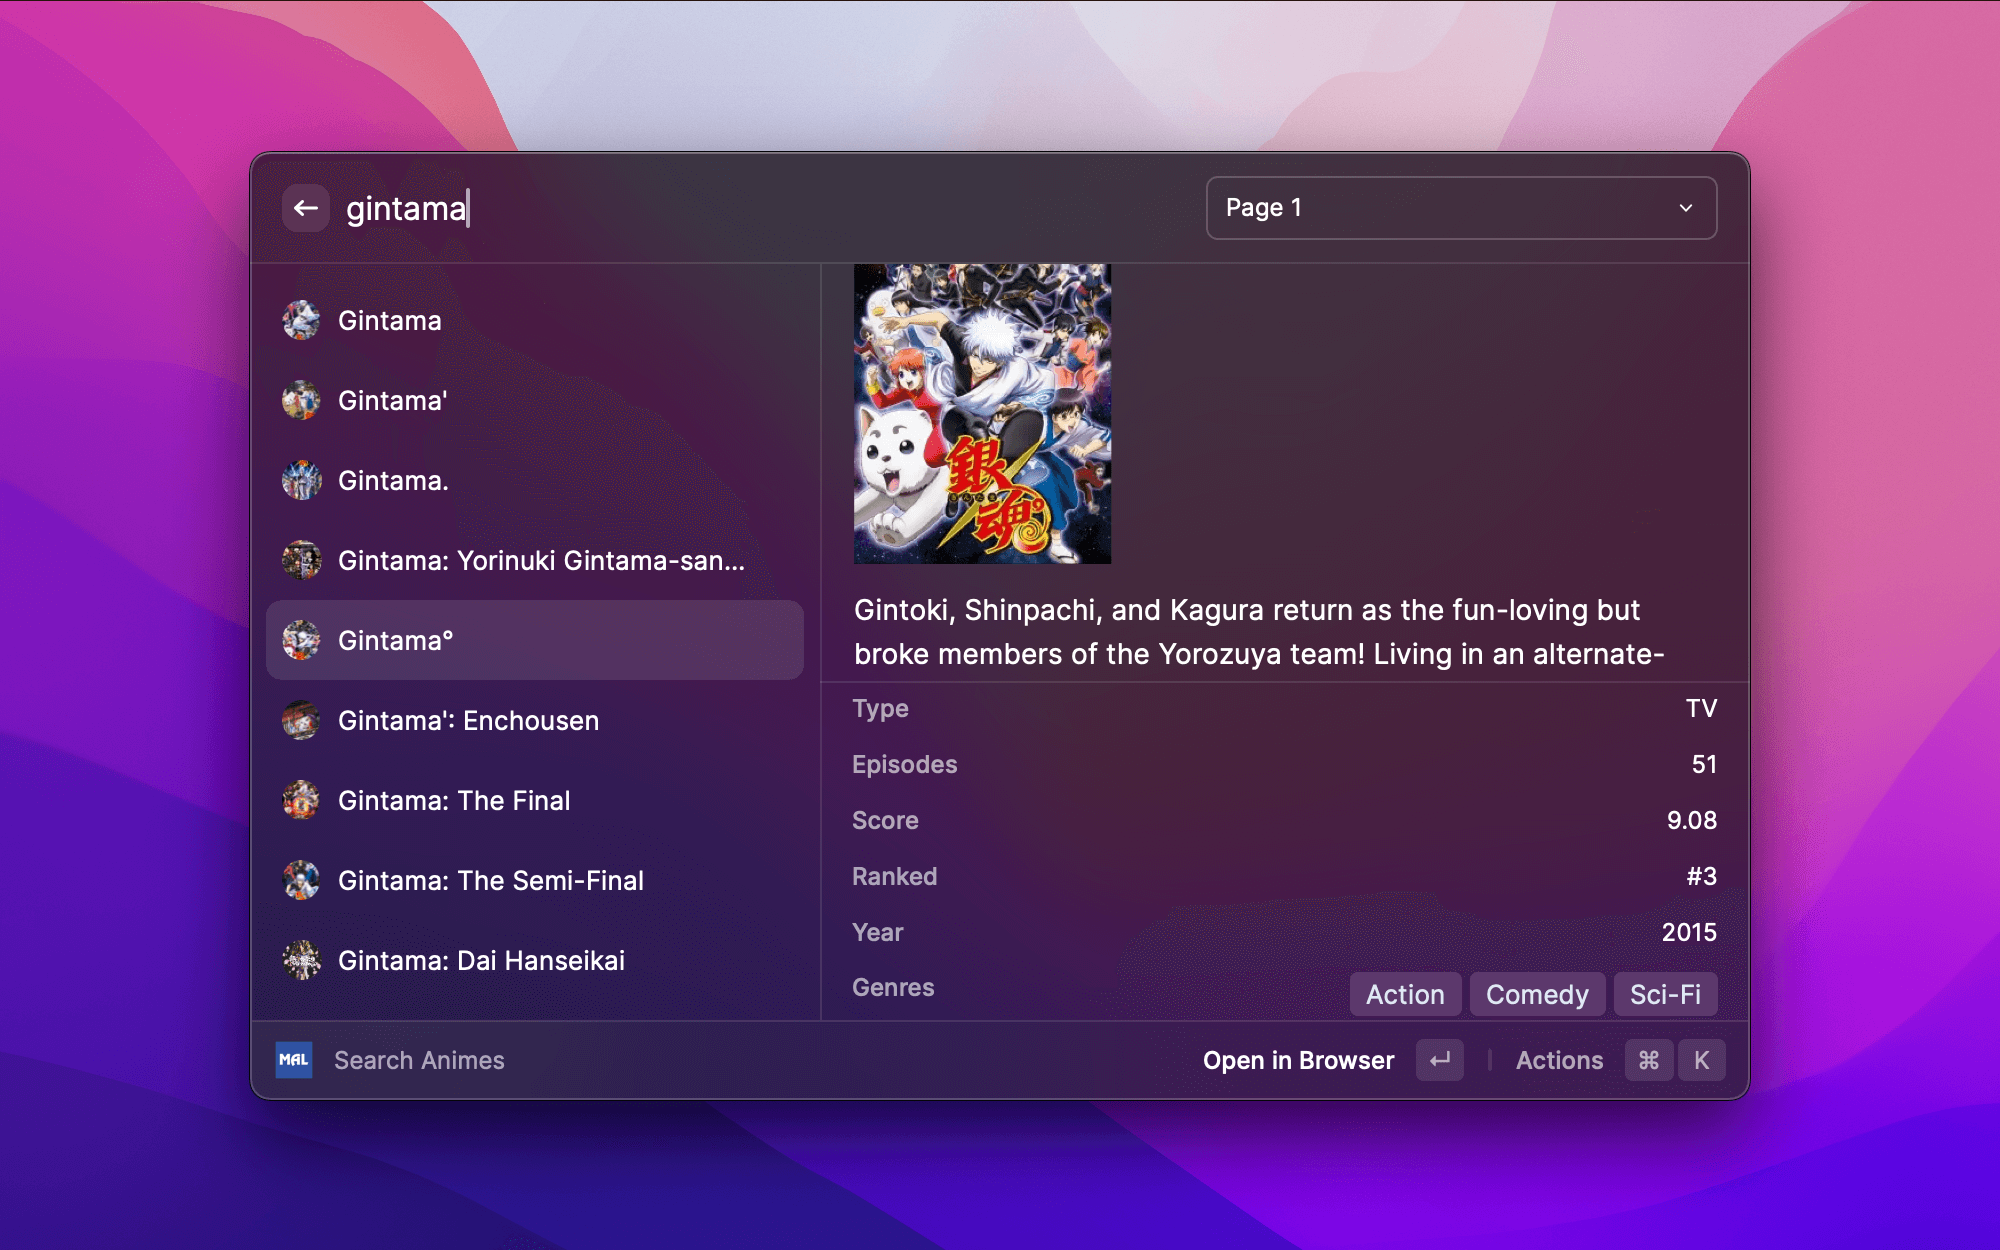 gintama
Page 1
Gintama
Gintama'
Gintama.
Gintama: Yorinuki Gintama-san...
Gintama°
Gintama': Enchousen
Gintama: The Final
Gintama: The Semi-Final
Gintama: Dai Hanseikai
銀
魂
Gintoki, Shinpachi, and Kagura return as the fun-loving but
broke members of the Yorozuya team! Living in an alternate-
Type TV
Episodes 51
Score 9.08
Ranked #3
Year 2015
Genres Action Comedy Sci-Fi
MAL Search Animes
Open in Browser ↵ Actions ⌘ K